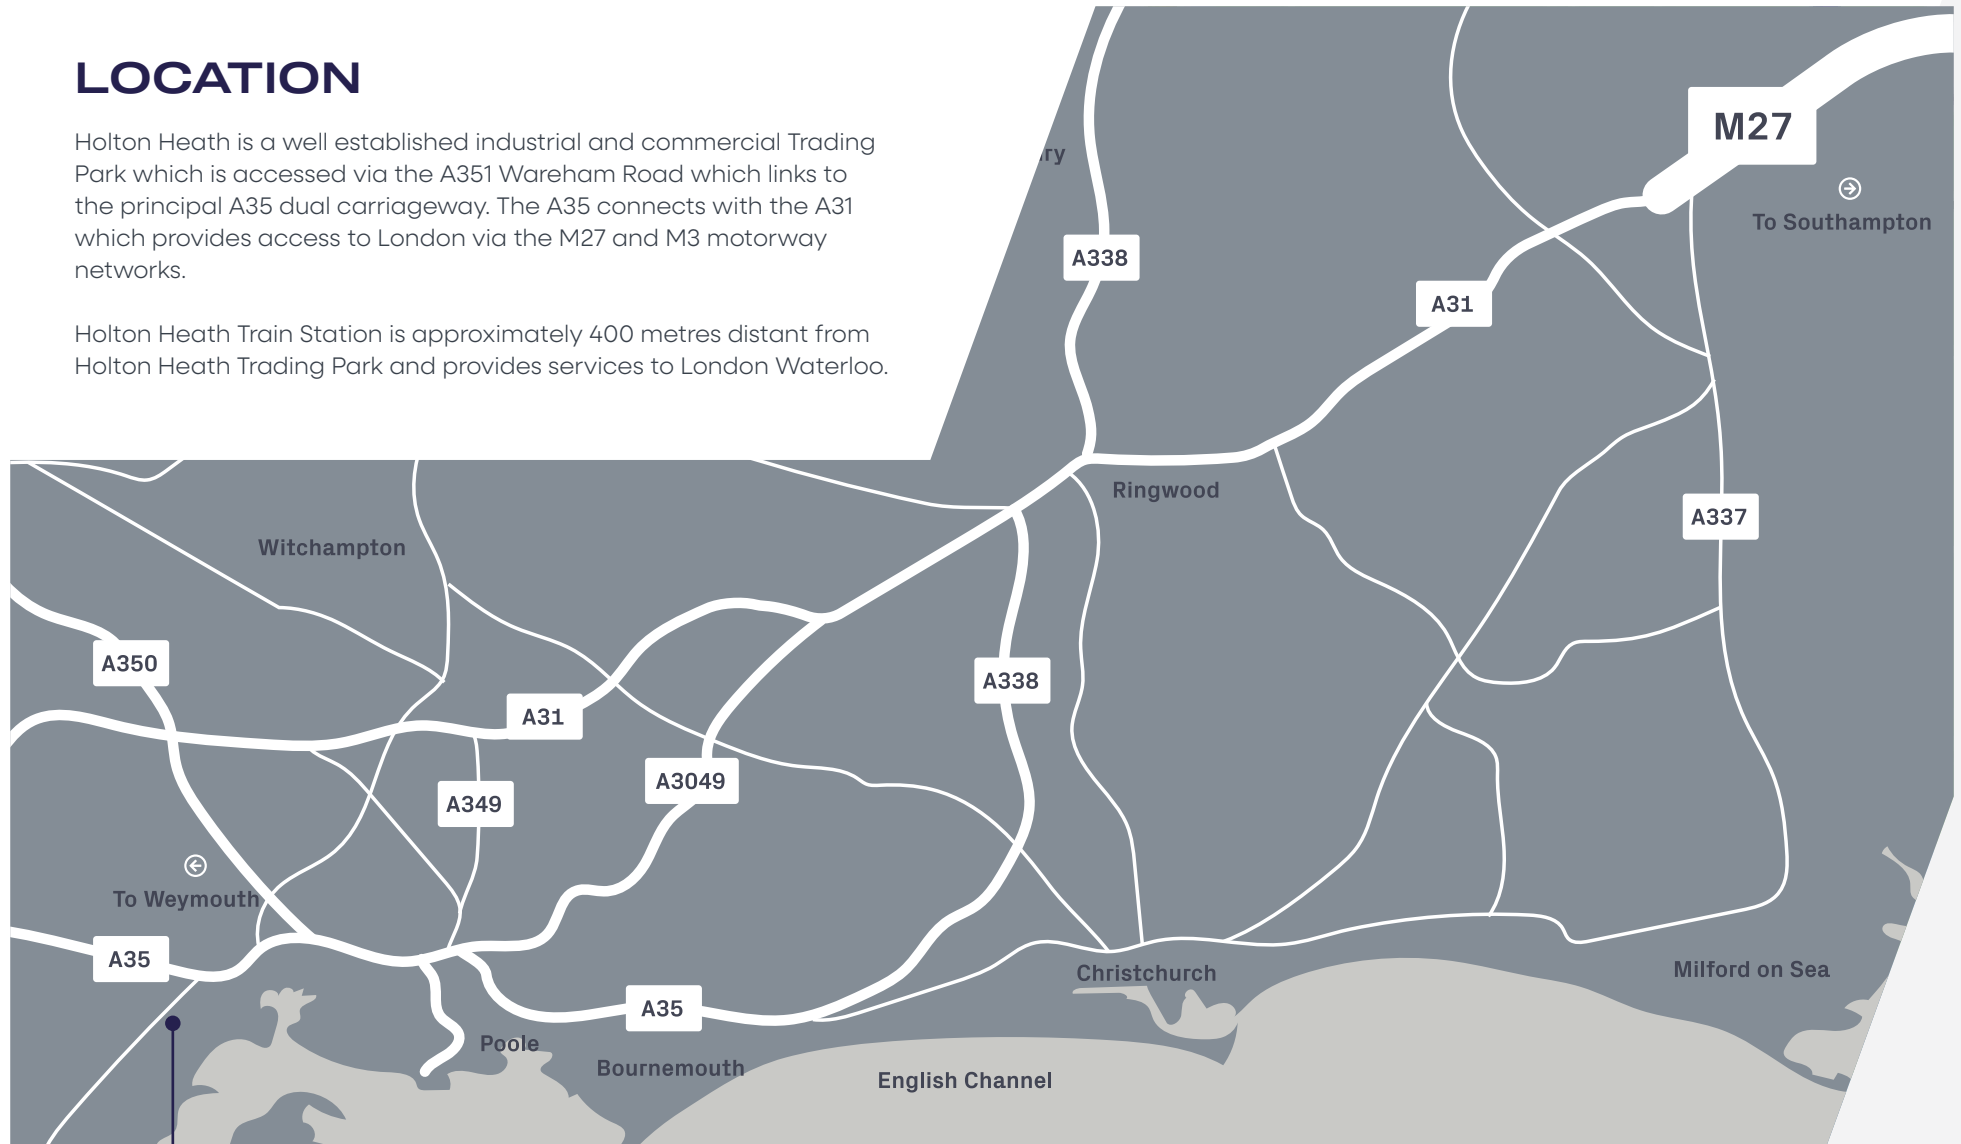 LOCATION
Holton Heath is a well established industrial and commercial Trading
Park which is accessed via the A351 Wareham Road which links to
the principal A35 dual carriageway. The A35 connects with the A31
which provides access to London via the M27 and M3 motorway
networks.
Holton Heath Train Station is approximately 400 metres distant from
Holton Heath Trading Park and provides services to London Waterloo.
M27
To Southampton
A338
A31
Ringwood
A337
Witchampton
A350
A338
A31
A3049
A349
To Weymouth
A35
Christchurch
Milford on Sea
A35
Poole
Bournemouth
English Channel